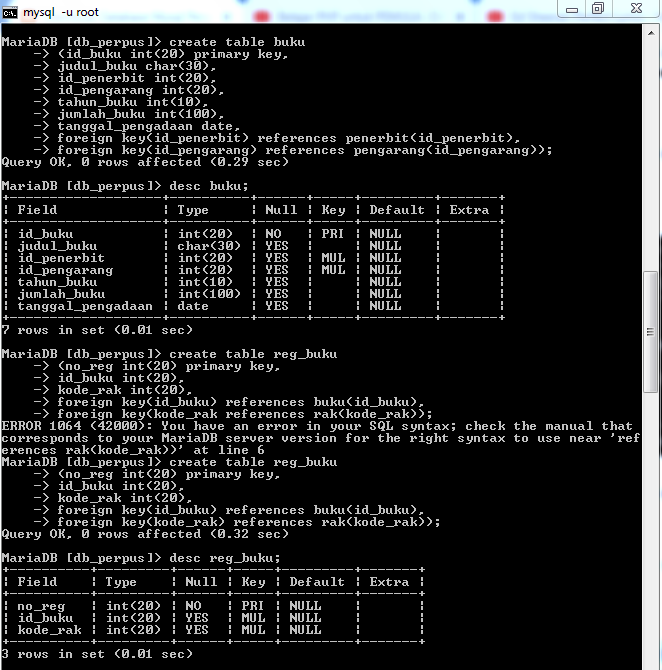 mysql -u root
MariaDB [db_perpus]> create table buku
-> (id_buku int(20) primary key,
-> judul_buku char(30),
-> id_penerbit int(20),
-> id_pengarang int(20),
-> tahun_buku int(10),
-> jumlah_buku int(100),
-> tanggal_pengadaan date,
-> foreign key(id_penerbit) references penerbit(id_penerbit),
-> foreign key(id_pengarang) references pengarang(id_pengarang));
Query OK, 0 rows affected (0.29 sec)
MariaDB [db_perpus]> desc buku;
+-------------------+----------+------+-----+---------+-------+
| Field             | Type     | Null | Key | Default | Extra |
+-------------------+----------+------+-----+---------+-------+
| id_buku           | int(20)  | NO   | PRI | NULL    |       |
| judul_buku        | char(30) | YES  |     | NULL    |       |
| id_penerbit       | int(20)  | YES  | MUL | NULL    |       |
| id_pengarang      | int(20)  | YES  | MUL | NULL    |       |
| tahun_buku        | int(10)  | YES  |     | NULL    |       |
| jumlah_buku       | int(100) | YES  |     | NULL    |       |
| tanggal_pengadaan | date     | YES  |     | NULL    |       |
+-------------------+----------+------+-----+---------+-------+
7 rows in set (0.01 sec)
MariaDB [db_perpus]> create table reg_buku
-> (no_reg int(20) primary key,
-> id_buku int(20),
-> kode_rak int(20),
-> foreign key(id_buku) references buku(id_buku),
-> foreign key(kode_rak references rak(kode_rak));
ERROR 1064 (42000): You have an error in your SQL syntax; check the manual that
corresponds to your MariaDB server version for the right syntax to use near 'ref
erences rak(kode_rak))' at line 6
MariaDB [db_perpus]> create table reg_buku
-> (no_reg int(20) primary key,
-> id_buku int(20),
-> kode_rak int(20),
-> foreign key(id_buku) references buku(id_buku),
-> foreign key(kode_rak) references rak(kode_rak));
Query OK, 0 rows affected (0.32 sec)
MariaDB [db_perpus]> desc reg_buku;
+----------+---------+------+-----+---------+-------+
| Field    | Type    | Null | Key | Default | Extra |
+----------+---------+------+-----+---------+-------+
| no_reg   | int(20) | NO   | PRI | NULL    |       |
| id_buku  | int(20) | YES  | MUL | NULL    |       |
| kode_rak | int(20) | YES  | MUL | NULL    |       |
+----------+---------+------+-----+---------+-------+
3 rows in set (0.01 sec)